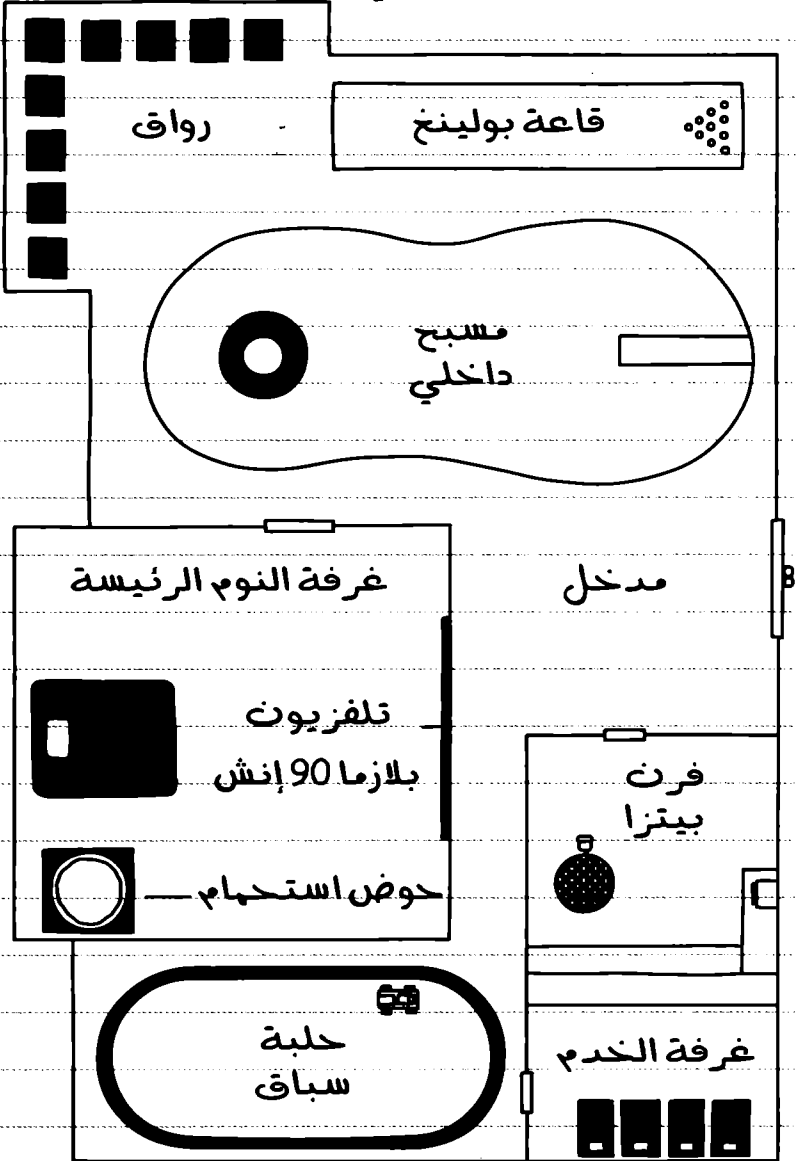 رواق
قاعة بولينغ
مسبح
داخلي
غرفة النوم الرئيسة
مدخل
تلفزيون
بلازما 90 إنش
فرن
بيتزا
حوض استحمام
حلبة
سباق
غرفة الخدم